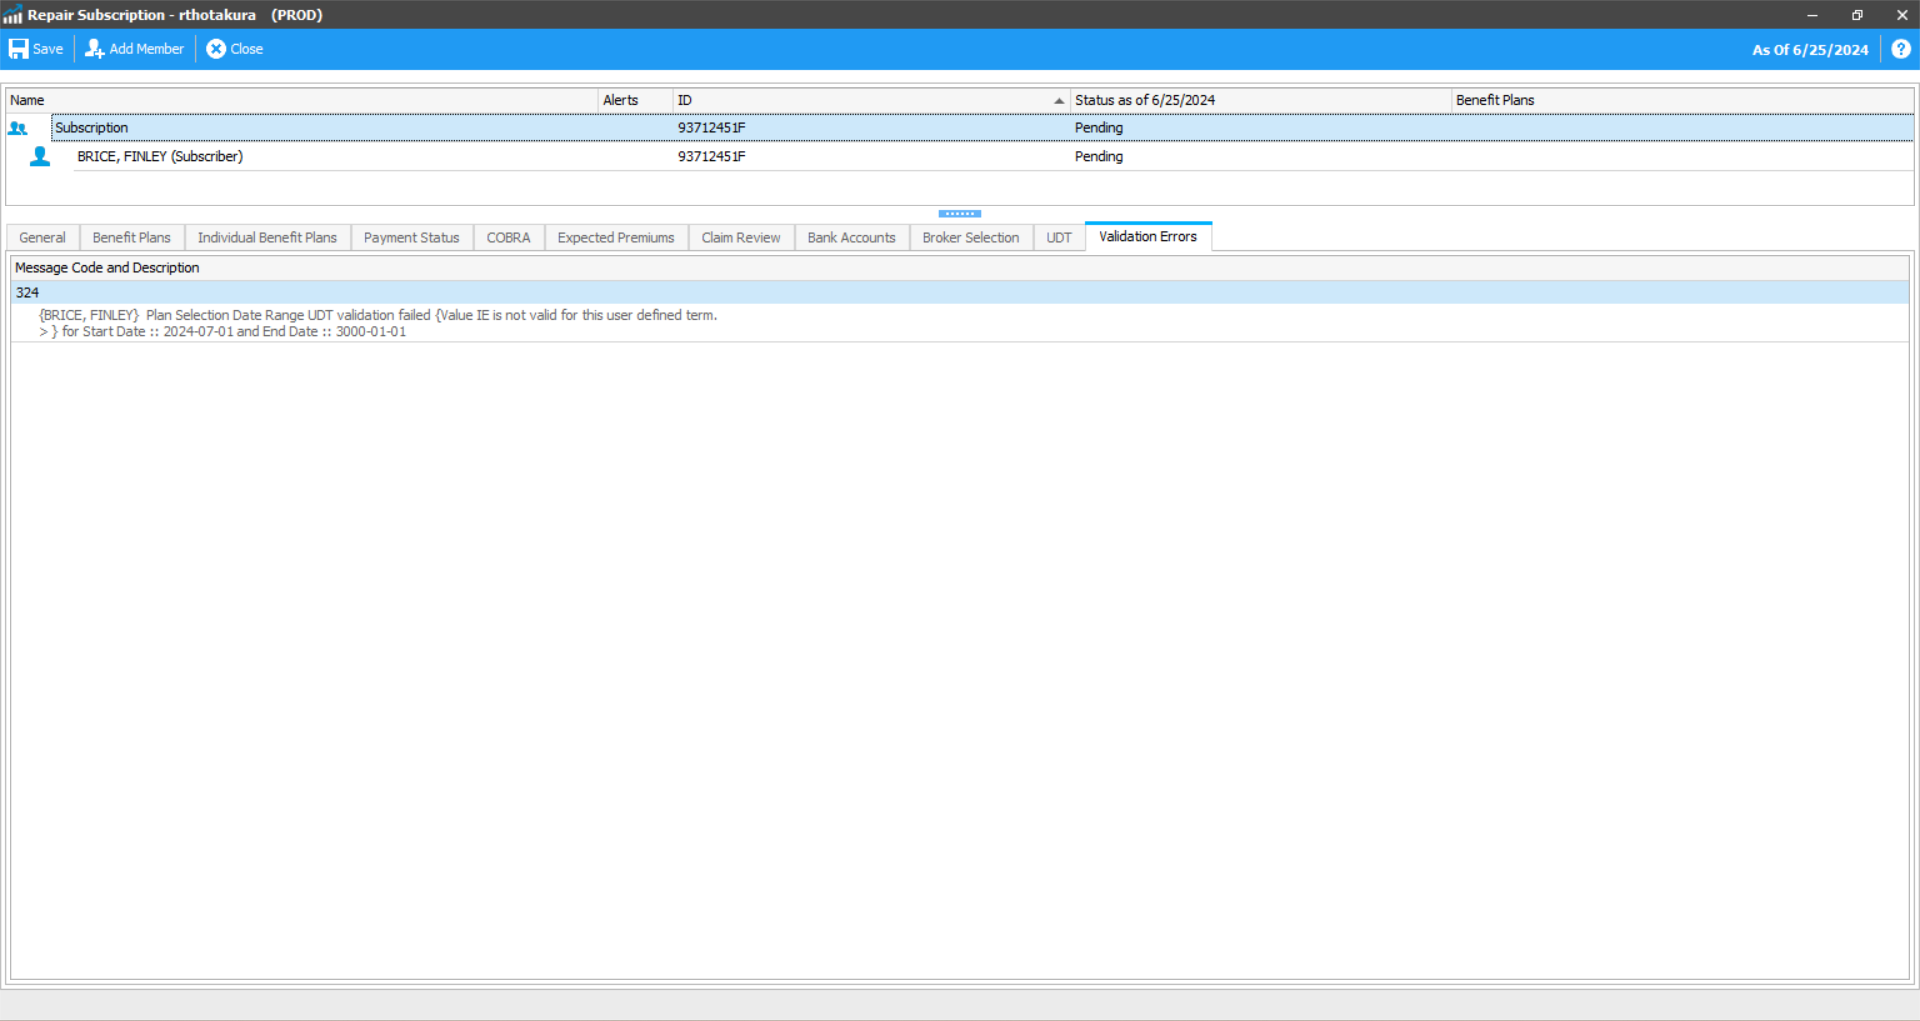 Repair Subscription - rthotakura (PROD)
Save Add Member Close As Of 6/25/2024 ?
Name Alerts ID Status as of 6/25/2024 Benefit Plans
Subscription 93712451F Pending
BRICE, FINLEY (Subscriber) 93712451F Pending
General Benefit Plans Individual Benefit Plans Payment Status COBRA Expected Premiums Claim Review Bank Accounts Broker Selection UDT Validation Errors
Message Code and Description
324
{BRICE, FINLEY} Plan Selection Date Range UDT validation failed {Value IE is not valid for this user defined term.
> } for Start Date :: 2024-07-01 and End Date :: 3000-01-01